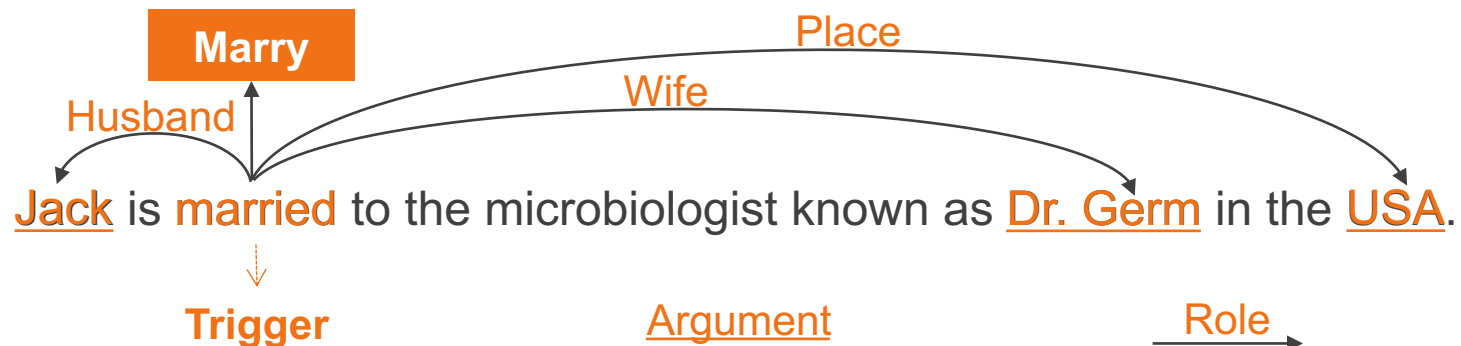 Marry
Place
Wife
Husband
Jack is married to the microbiologist known as Dr. Germ in the USA.
Trigger
Argument
Role